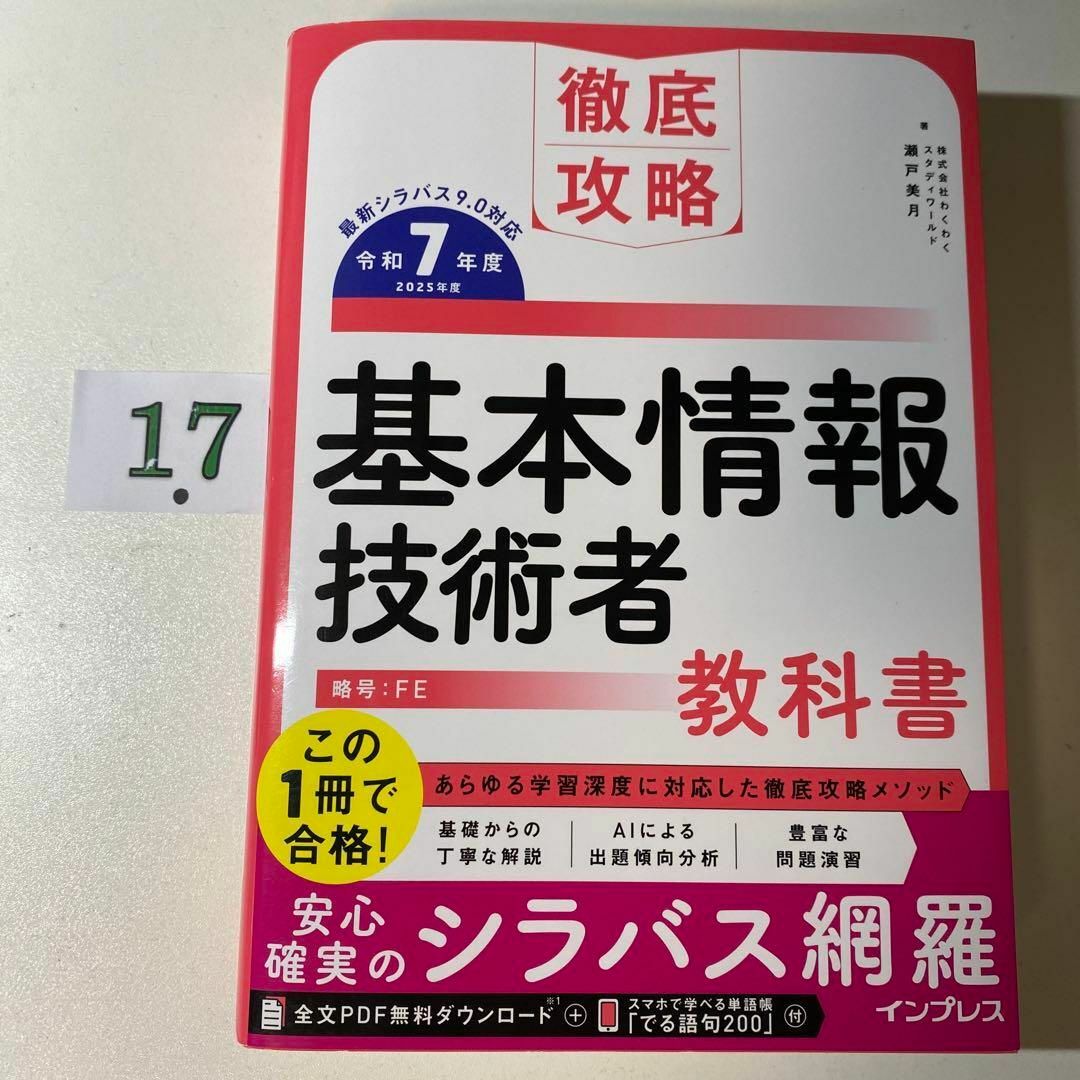 徹底
攻略
著
株式会社わくわく
スタディワールド
瀬戸美月
最新シラバス9.0対応
令和7年度
2025年度
17
基本情報
技術者
教科書
略号:FE
この
1冊で
合格!
あらゆる学習深度に対応した徹底攻略メソッド
基礎からの
丁寧な解説
AIによる
出題傾向分析
豊富な
問題演習
安心
確実の
シラバス網羅
全文PDF無料ダウンロード※1
+
スマホで学べる単語帳
「でる語句200」付
インプレス